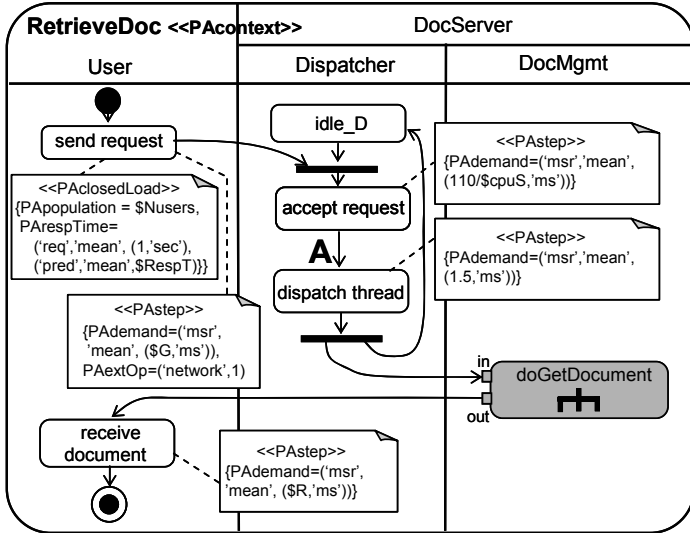 RetrieveDoc <<PAcontext>>
DocServer
User
Dispatcher
DocMgmt
send request
idle_D
<<PAstep>>
{PAdemand=(‘msr’,’mean’,
(110/$cpuS,’ms’))}
<<PAclosedLoad>>
{PApopulation = $Nusers,
PArespTime=
(‘req’,’mean’, (1,’sec’),
(‘pred’,’mean’,$RespT)}}
accept request
A
<<PAstep>>
{PAdemand=(‘msr’,’mean’,
(1.5,’ms’))}
dispatch thread
<<PAstep>>
{PAdemand=(‘msr’,
’mean’, ($G,’ms’)),
PAextOp=(‘network’,1)
in
doGetDocument
out
receive
document
<<PAstep>>
{PAdemand=(‘msr’,
’mean’, ($R,’ms’))}